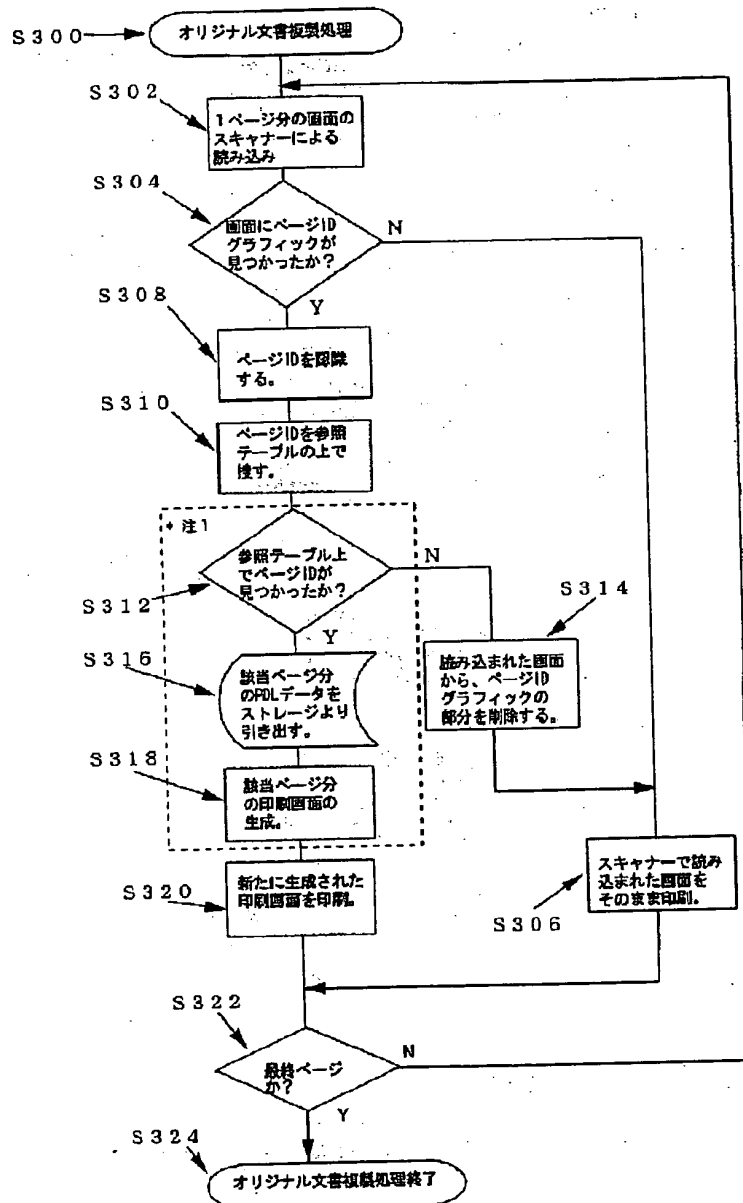 S300
オリジナル文書複製処理
S302
1ページ分の画面の
スキャナーによる
読み込み
S304
画面にページID
グラフィックが
見つかったか?
N
Y
S308
ページIDを認識
する。
S310
ページIDを参照
テーブルの上で
捜す。
* 注1
参照テーブル上
でページIDが
見つかったか?
N
S312
Y
S314
読み込まれた画面
から、ページID
グラフィックの
部分を削除する。
S316
該当ページ分
のPDLデータを
ストレージより
引き出す。
S318
該当ページ分
の印刷画面の
生成。
S320
新たに生成された
印刷画面を印刷。
スキャナーで読み
込まれた画面を
そのまま印刷。
S306
S322
最終ページ
か?
N
Y
S324
オリジナル文書複製処理終了